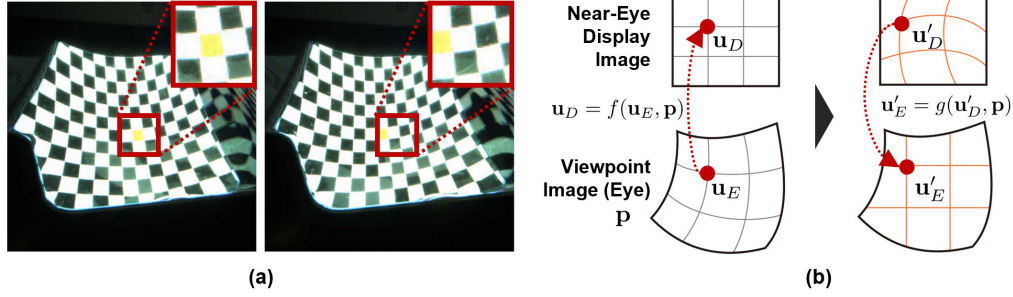 Near-Eye
Display
Image
u_D
u'_D
u_D = f(u_E, p)
u'_E = g(u'_D, p)
Viewpoint
Image (Eye)
p
u_E
u'_E
(a)
(b)